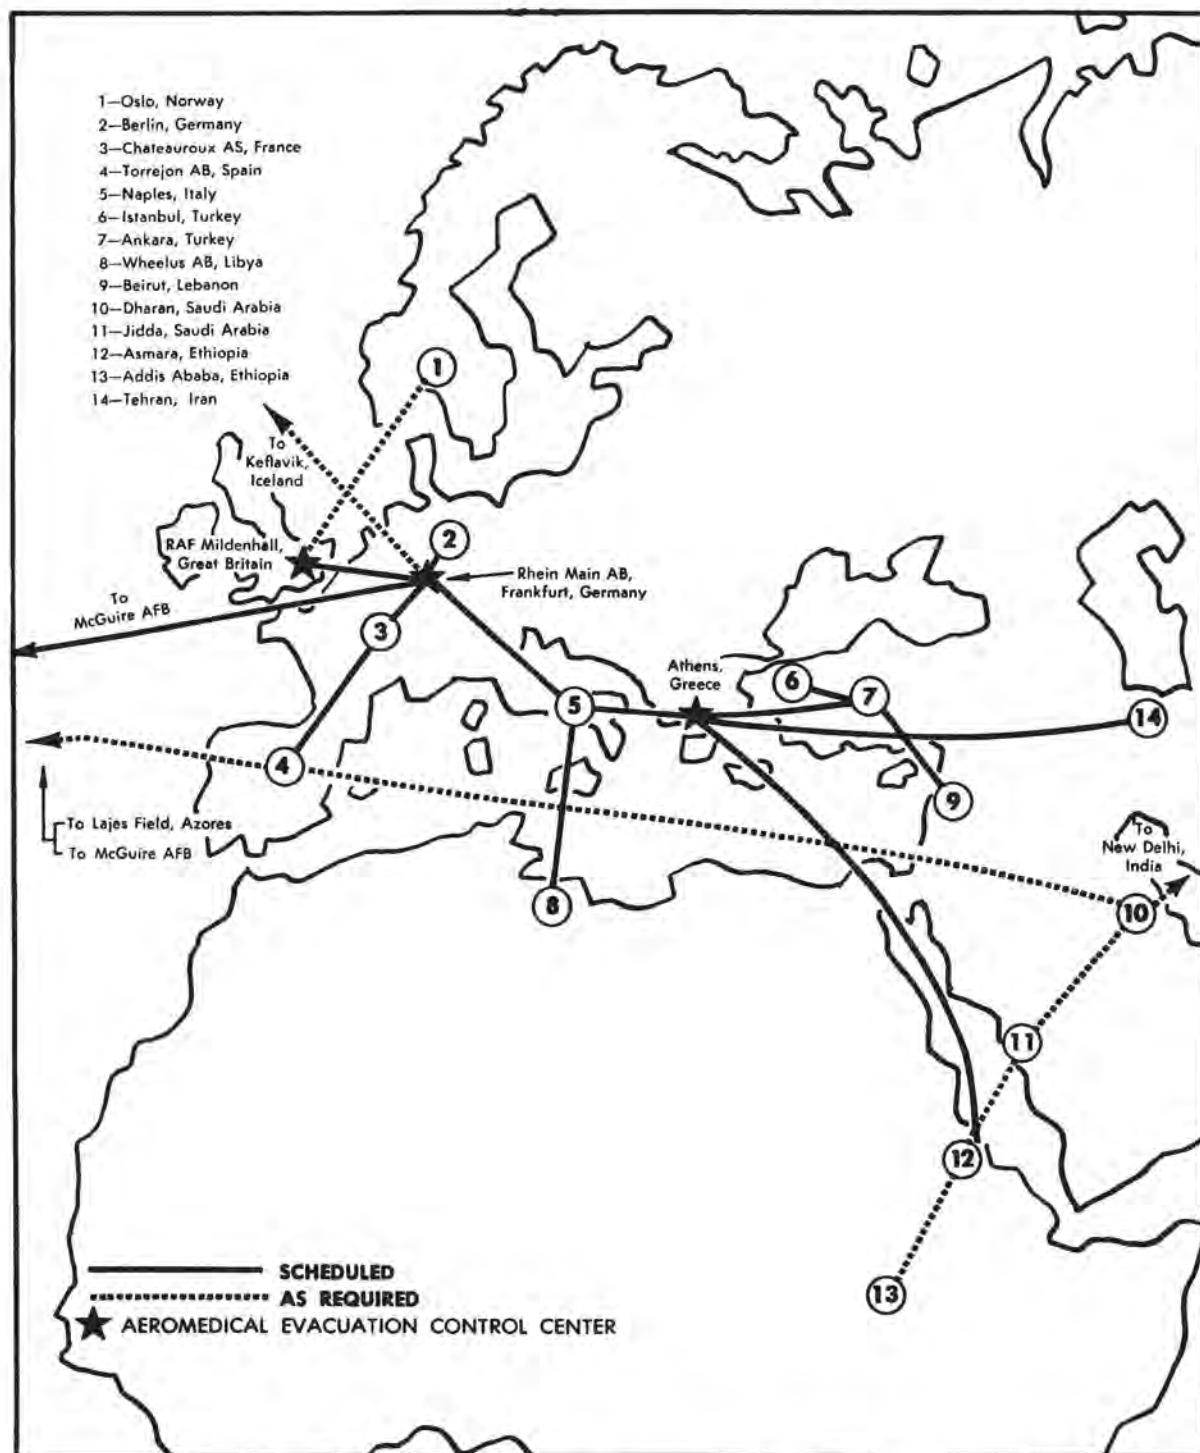 1—Oslo, Norway
2—Berlin, Germany
3—Chateauroux AS, France
4—Torrejon AB, Spain
5—Naples, Italy
6—Istanbul, Turkey
7—Ankara, Turkey
8—Wheelus AB, Libya
9—Beirut, Lebanon
10—Dharan, Saudi Arabia
11—Jidda, Saudi Arabia
12—Asmara, Ethiopia
13—Addis Ababa, Ethiopia
14—Tehran, Iran
1
To
Keflavik,
Iceland
2
RAF Mildenhall,
Great Britain
Rhein Main AB,
Frankfurt, Germany
To
McGuire AFB
3
Athens,
Greece
6
7
5
14
4
9
To Lajes Field, Azores
To McGuire AFB
To
New Delhi,
India
8
10
11
12
13
SCHEDULED
AS REQUIRED
AEROMEDICAL EVACUATION CONTROL CENTER